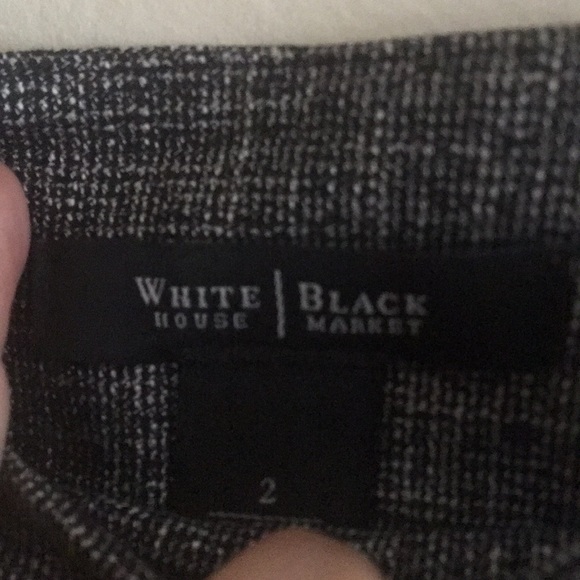 WHITE | BLACK
HOUSE MARKET
2